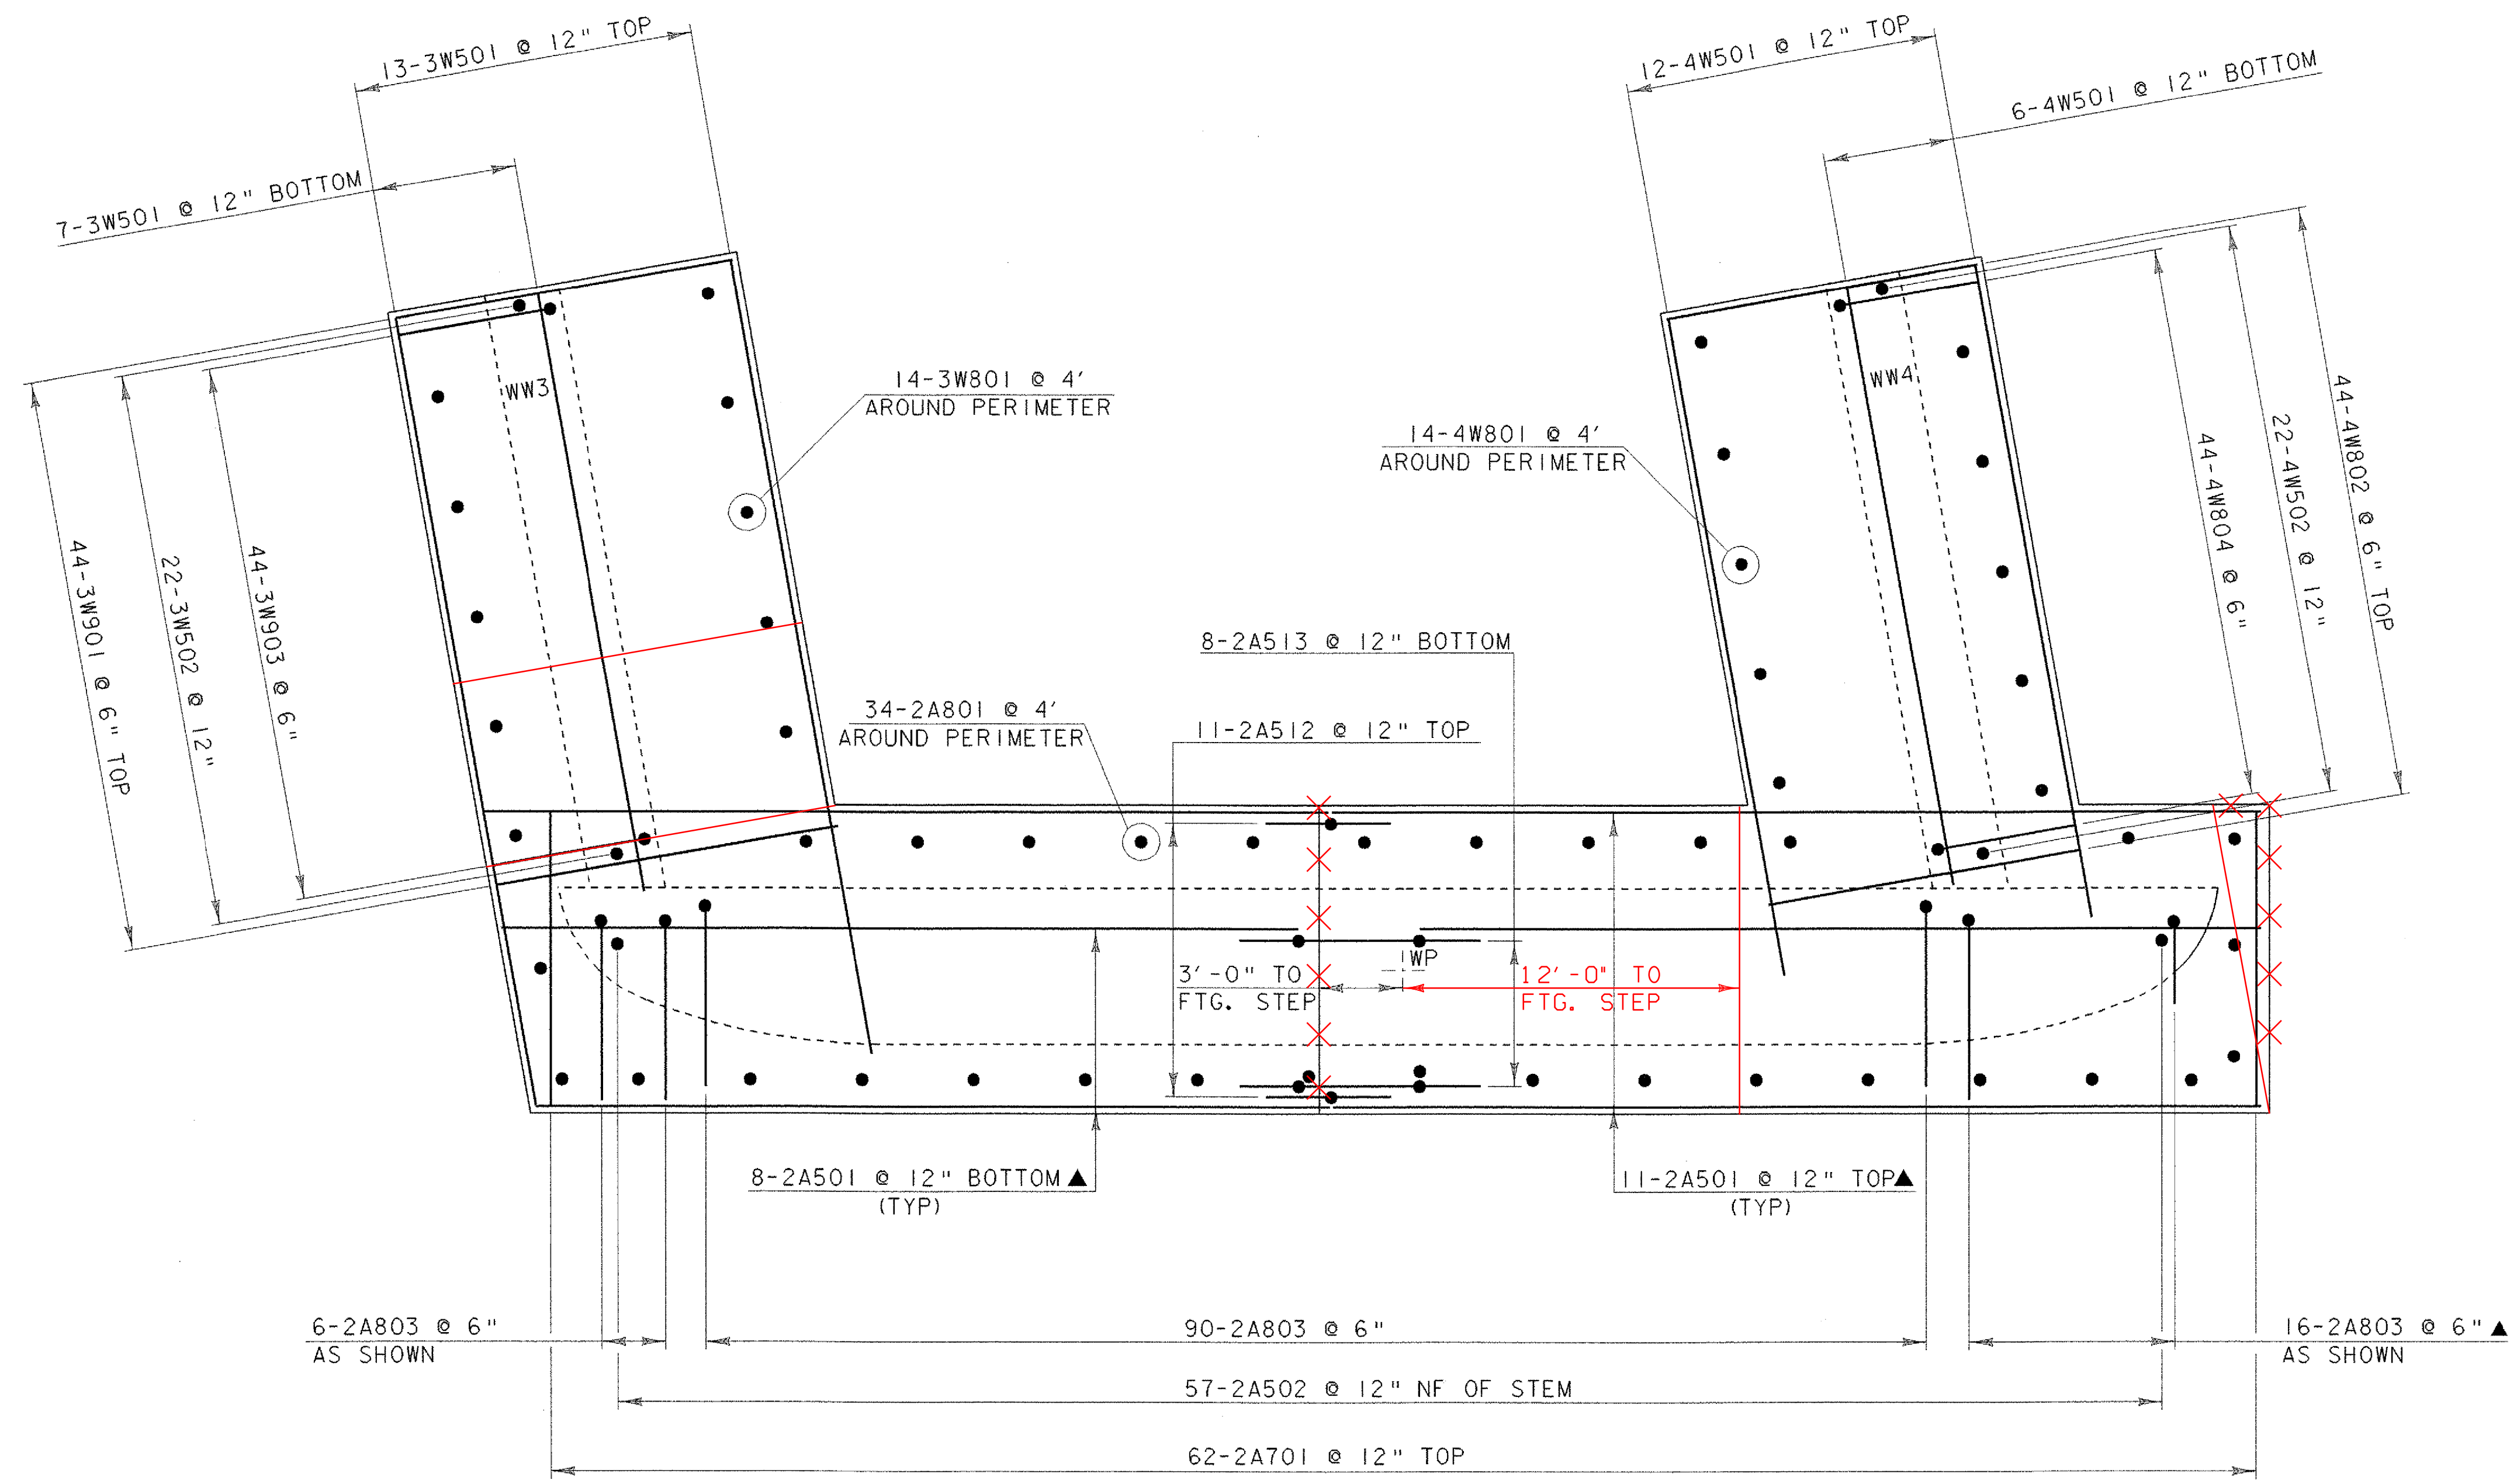 13-3W501 @ 12" TOP
12-4W501 @ 12" TOP
6-4W501 @ 12" BOTTOM
7-3W501 @ 12" BOTTOM
WW3
WW4
14-3W801 @ 4'
AROUND PERIMETER
14-4W801 @ 4'
AROUND PERIMETER
44-3W901 @ 6" TOP
22-3W502 @ 12"
44-3W903 @ 6"
44-4W804 @ 6"
22-4W502 @ 12"
44-4W802 @ 6" TOP
8-2A513 @ 12" BOTTOM
34-2A801 @ 4'
AROUND PERIMETER
11-2A512 @ 12" TOP
WP
3'-0" TO
FTG. STEP
12'-0" TO
FTG. STEP
8-2A501 @ 12" BOTTOM▲
(TYP)
11-2A501 @ 12" TOP▲
(TYP)
6-2A803 @ 6"
AS SHOWN
90-2A803 @ 6"
16-2A803 @ 6"▲
AS SHOWN
57-2A502 @ 12" NF OF STEM
62-2A701 @ 12" TOP